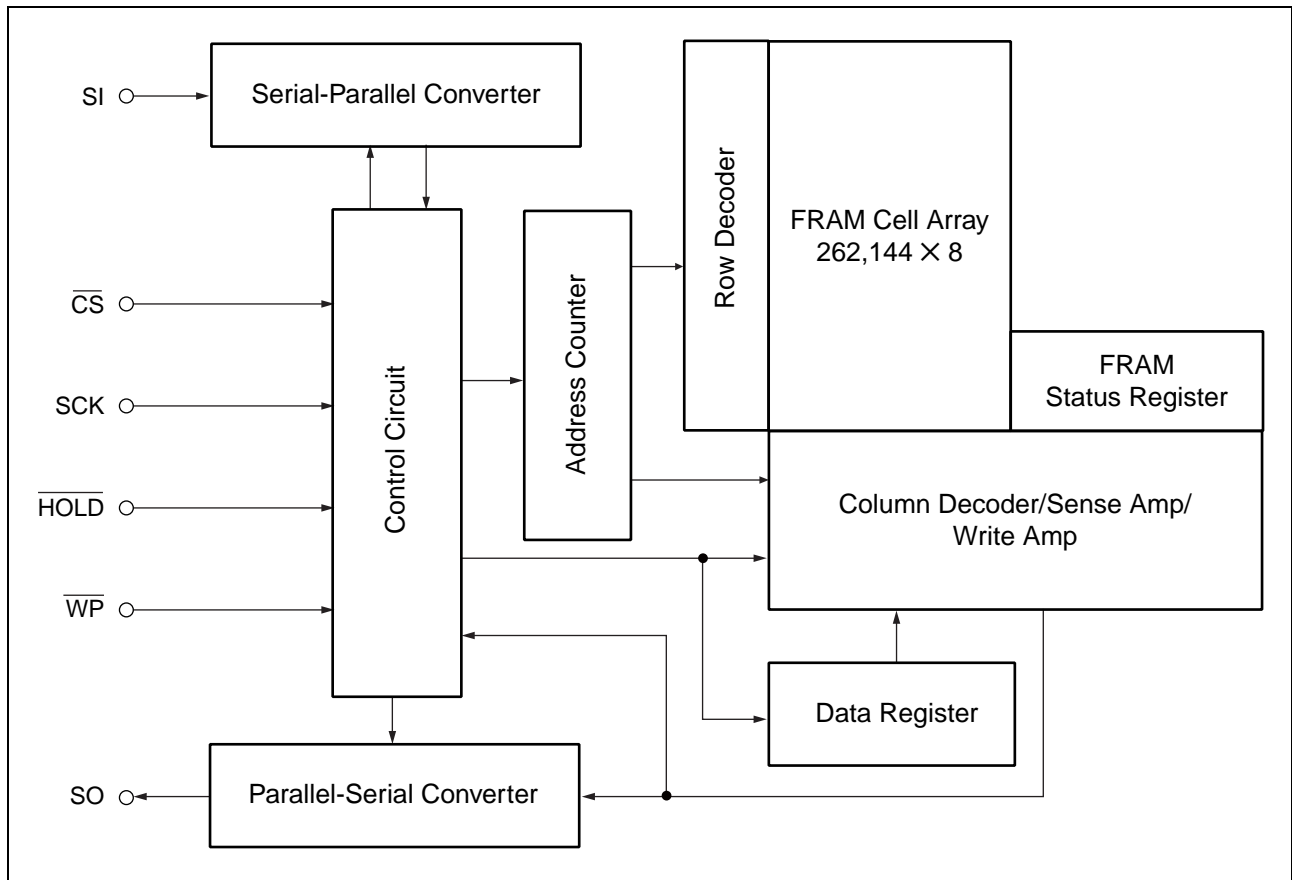 SI
Serial-Parallel Converter
CS
SCK
HOLD
WP
Control Circuit
Address Counter
Row Decoder
FRAM Cell Array
262,144 × 8
FRAM
Status Register
Column Decoder/Sense Amp/
Write Amp
Data Register
SO
Parallel-Serial Converter